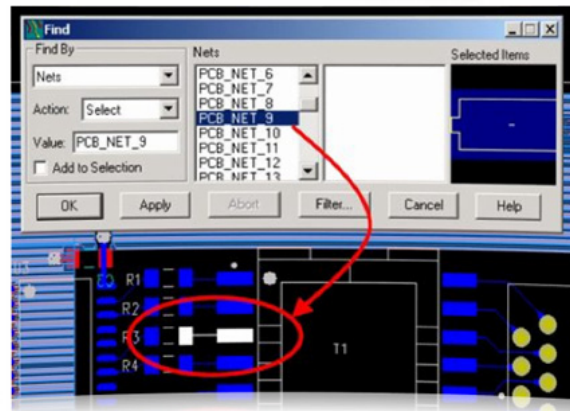 Find
Find By
Nets
Selected Items
Nets
PCB_NET_6
PCB_NET_7
PCB_NET_8
PCB_NET_9
PCB_NET_10
PCB_NET_11
PCB_NET_12
PCB_NET_13
Action: Select
Value: PCB_NET_9
Add to Selection
OK
Apply
Abort
Filter...
Cancel
Help
R1
R2
R3
R4
T1